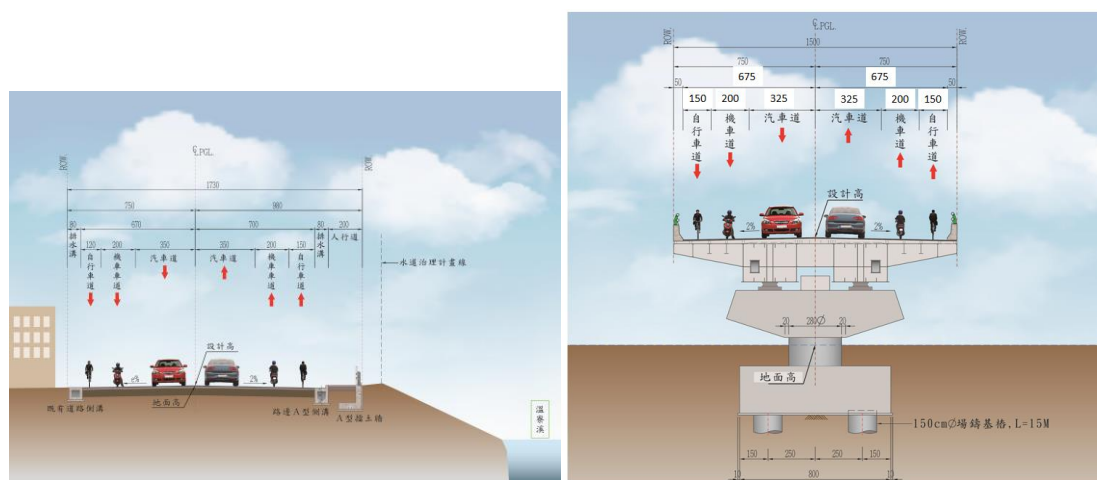 ℄.PGL.
ROW.
ROW.
1730
750
980
80
670
700
80
200
排水溝
排水溝
人行道
120
200
350
350
200
150
自行車道
機車道
汽車道
汽車道
機車車道
自行車道
水道治理計畫線
設計高
2%
地面高
既有道路側溝
路邊A型側溝
A型擋土牆
溫寮溪
℄.PGL.
ROW.
ROW.
1500
750
750
50
675
675
50
150
200
325
325
200
150
自行車道
機車道
汽車道
汽車道
機車道
自行車道
設計高
2%
2%
20
280Ø
20
地面高
150cmØ場鑄基樁,L=15M
150
250
250
150
10
800
10